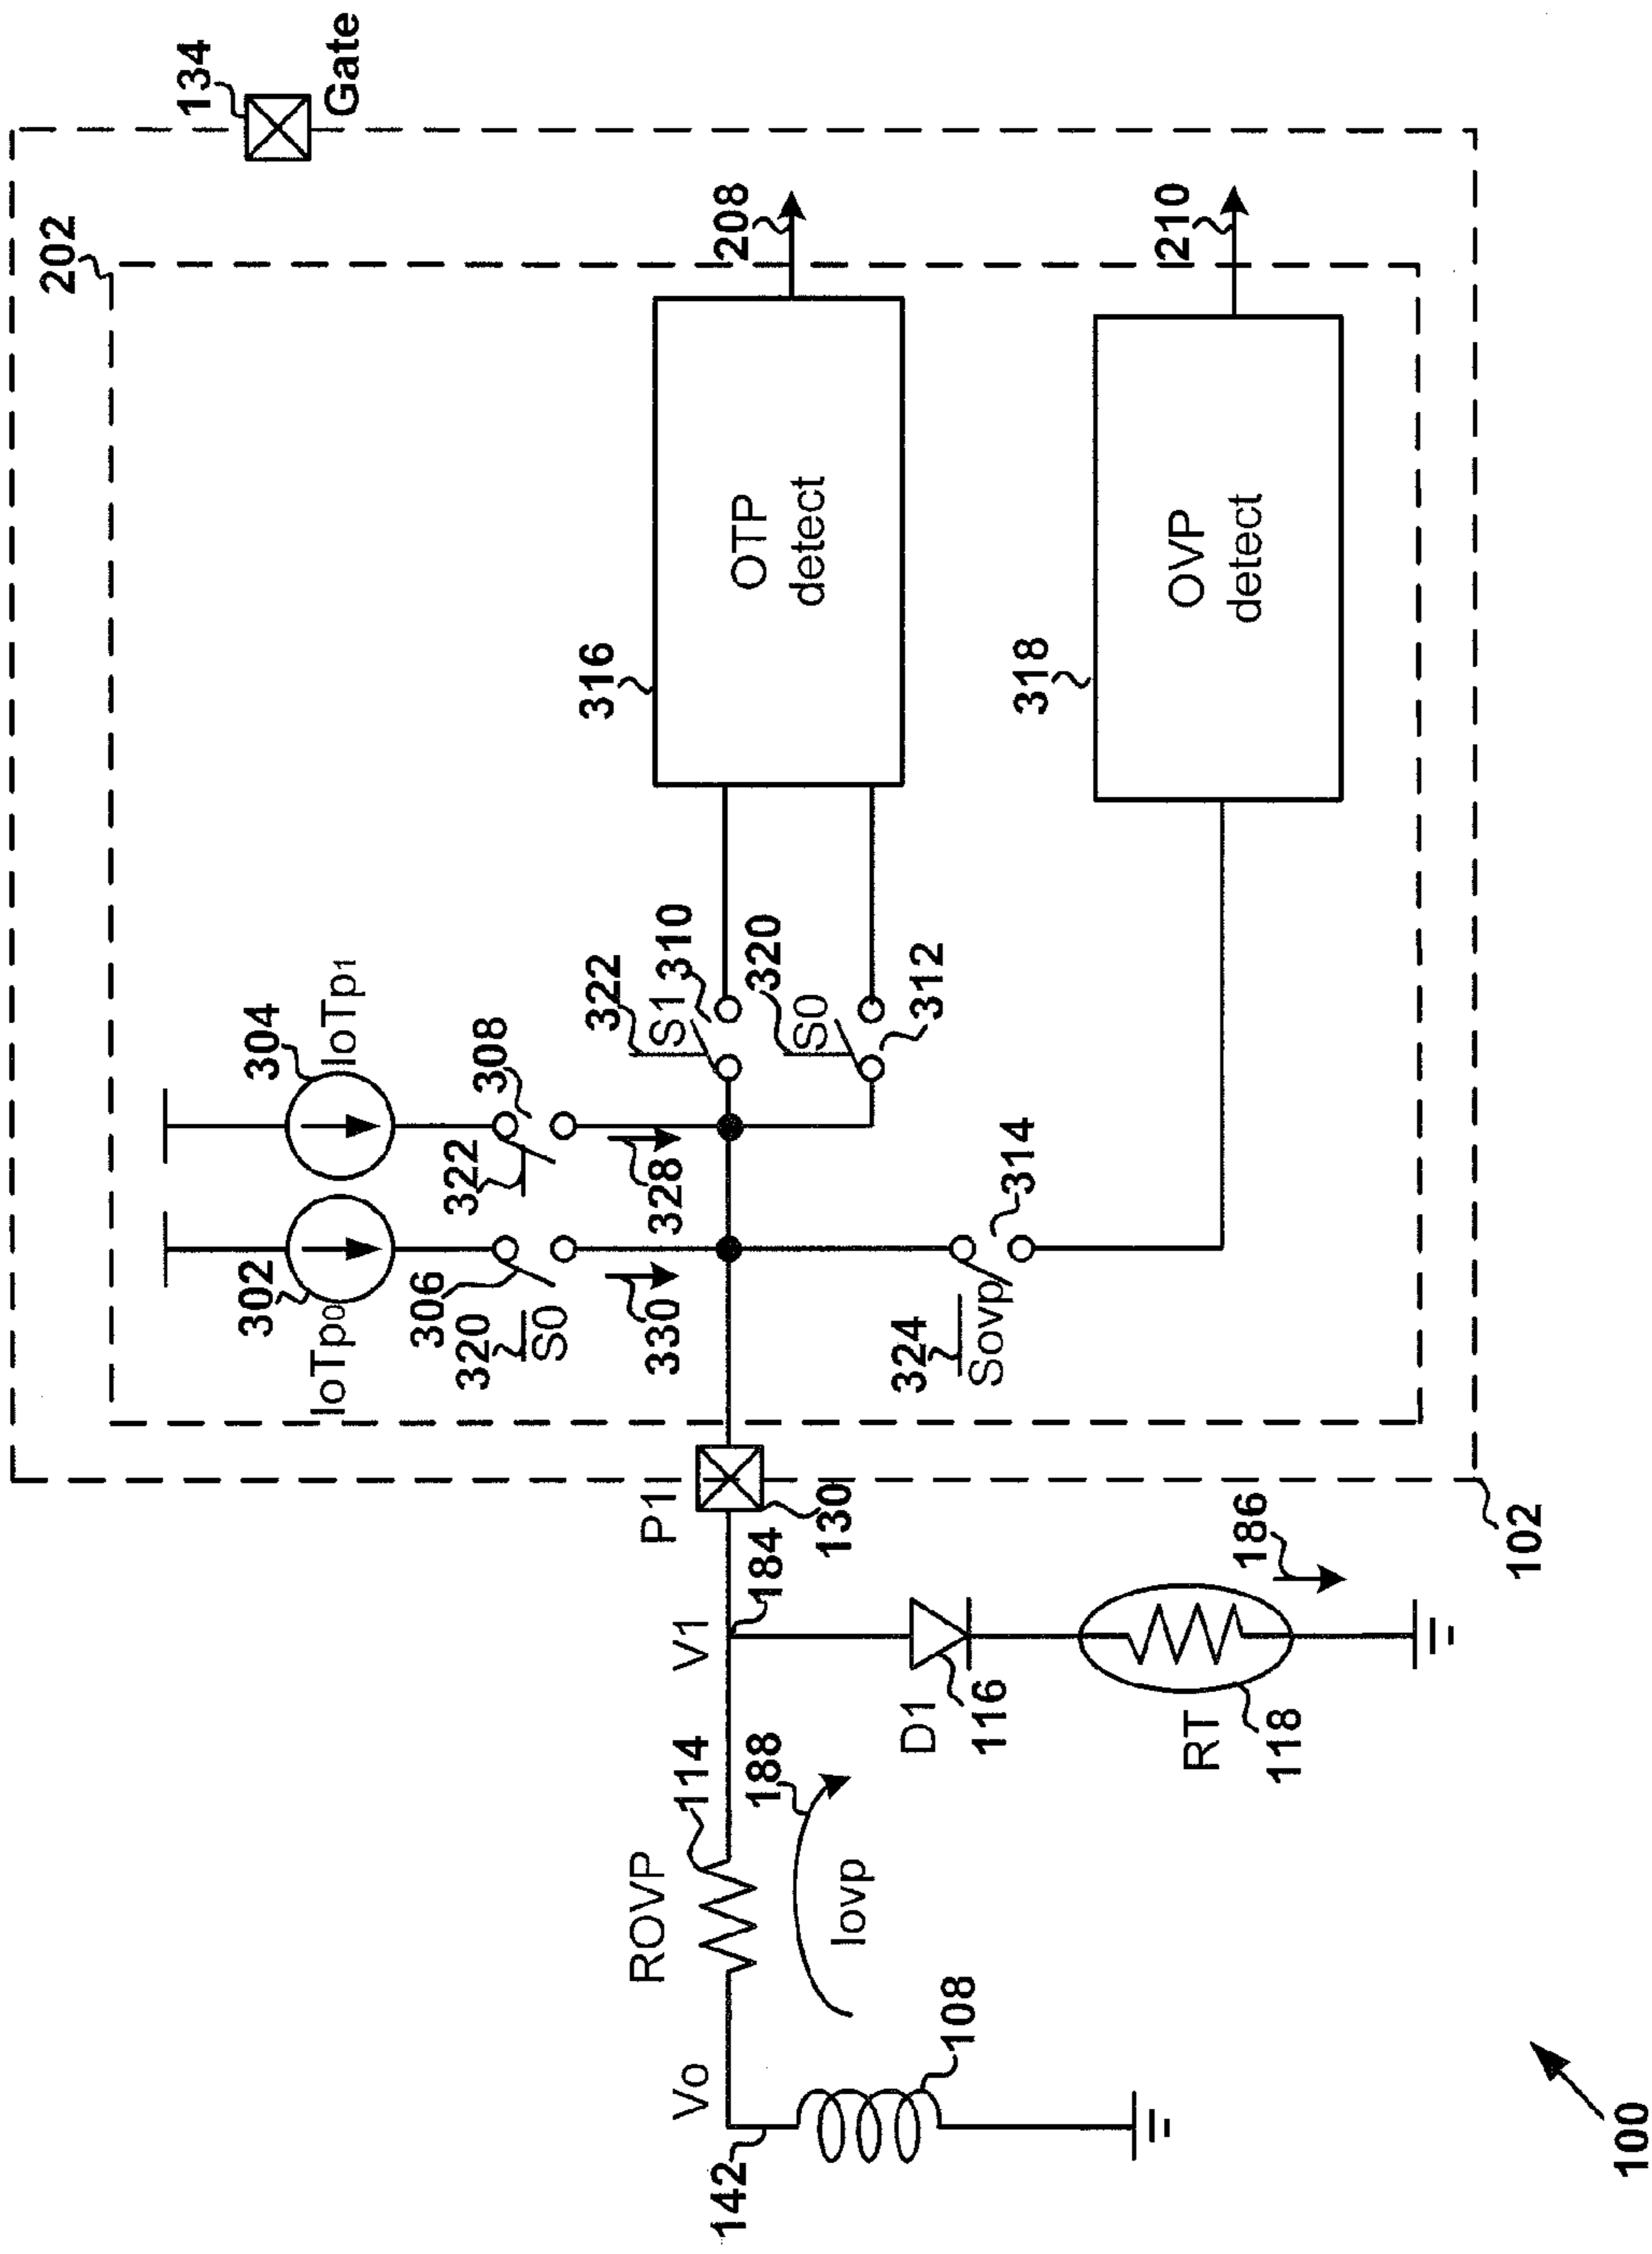 202
134
Gate
304
IoTp1
302
IoTp0
322
308
306
320
S0
328
330
322
S1
310
320
S0
312
316
OTP
detect
208
324
Sovp
314
318
OVP
detect
210
P1
130
102
V1
184
ROVP
114
188
Iovp
D1
116
RT
118
186
Vo
142
108
100